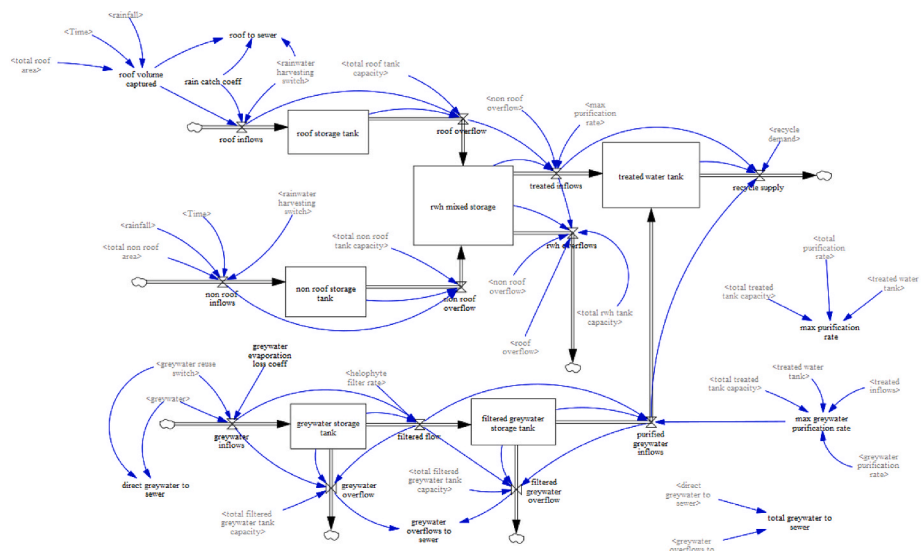 <rainfall>
<Time>
roof to sewer
<total roof
area>
roof volume
captured
rain catch coeff
<rainwater
harvesting
switch>
<total roof tank
capacity>
<non roof
overflow>
<max
purification
rate>
<recycle
demand>
roof inflows
roof storage tank
roof overflow
treated inflows
treated water tank
recycle supply
rwh mixed storage
<rainwater
harvesting
switch>
<rainfall>
<Time>
<total non roof
area>
<total non roof
tank capacity>
rwh overflows
non roof
inflows
non roof storage
tank
non roof
overflow
<non roof
overflow>
<total rwh tank
capacity>
<roof
overflow>
<total
purification
rate>
<total treated
tank capacity>
<treated water
tank>
max purification
rate
<greywater reuse
switch>
greywater
evaporation
loss coeff
<helophyte
filter rate>
<greywater>
greywater
inflows
greywater storage
tank
filtered flow
filtered greywater
storage tank
purified
greywater
inflows
<total treated
tank capacity>
<treated water
tank>
<treated
inflows>
max greywater
purification rate
<greywater
purification
rate>
direct greywater to
sewer
<total filtered
greywater tank
capacity>
greywater
overflow
<total filtered
greywater tank
capacity>
filtered
greywater overflow
greywater
overflows to
sewer
<direct
greywater to
sewer>
total greywater to
sewer
<greywater
overflows to